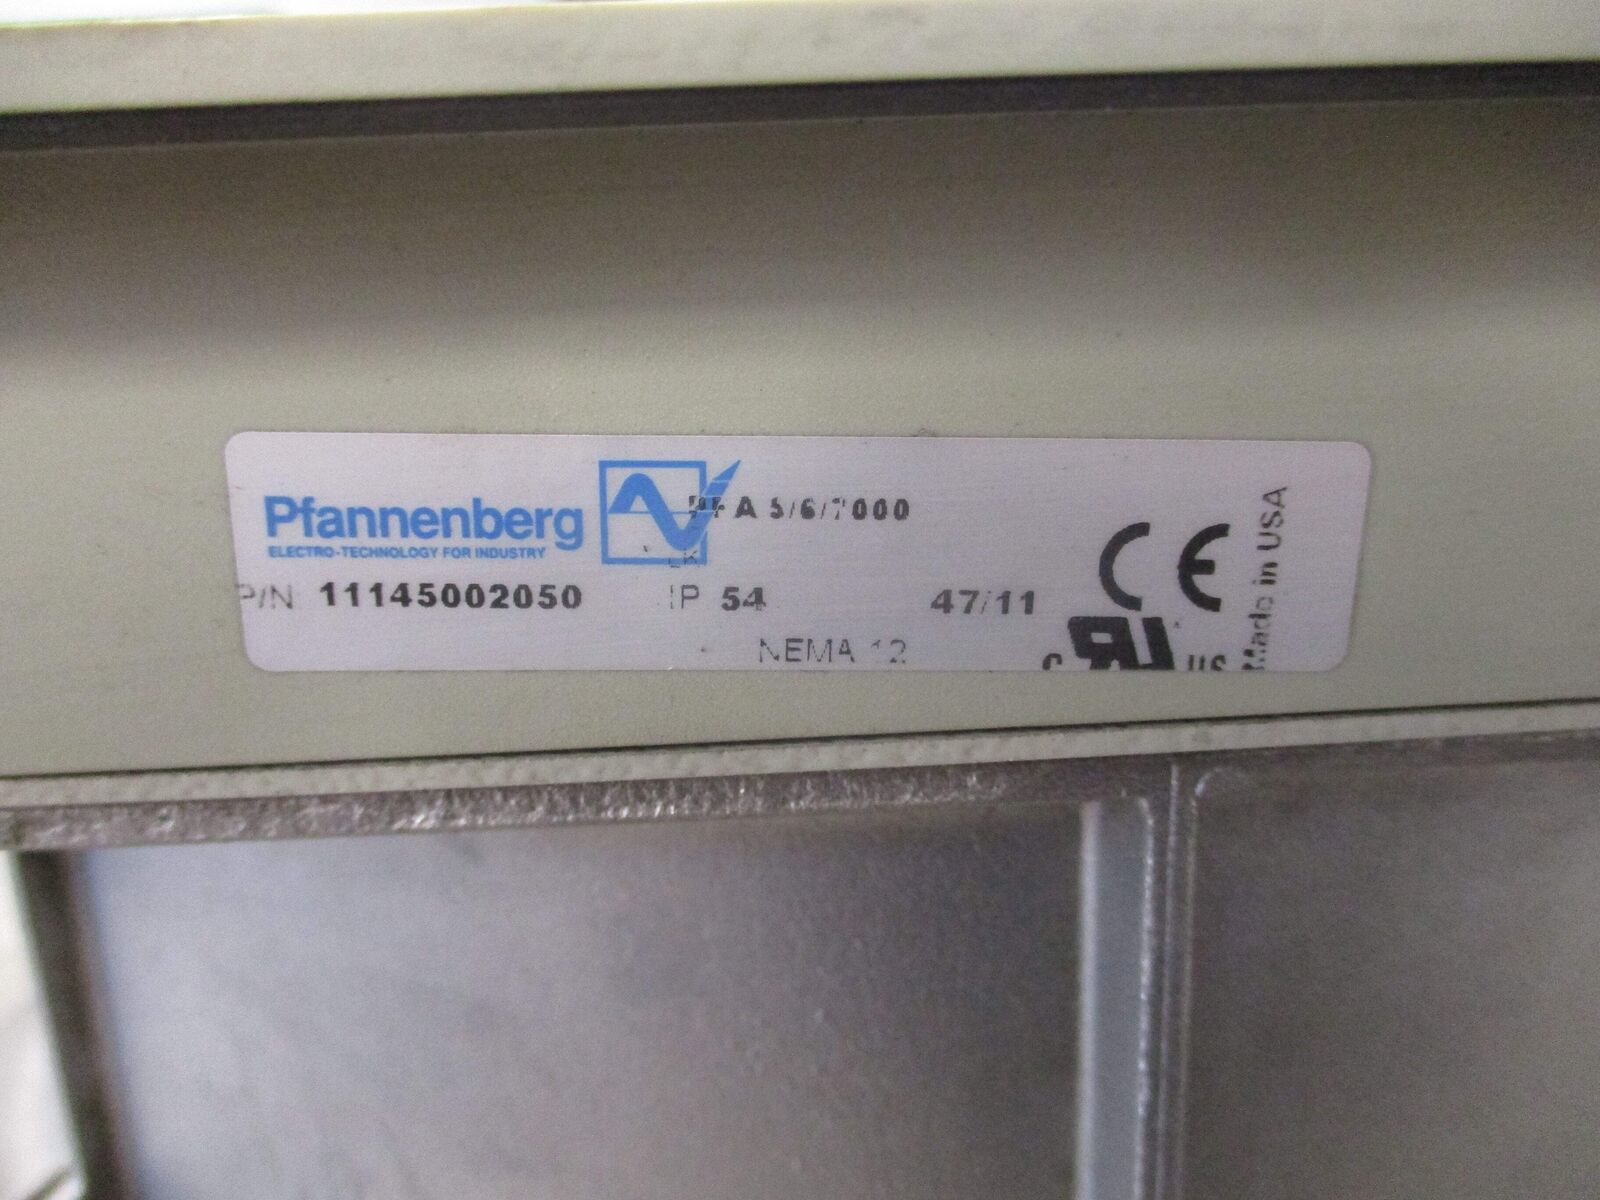 Pfannenberg
ELECTRO-TECHNOLOGY FOR INDUSTRY
PFA 5/6/7000
P/N 11145002050 IP 54 47/11
NEMA 12
CE
C UL US
Made in USA